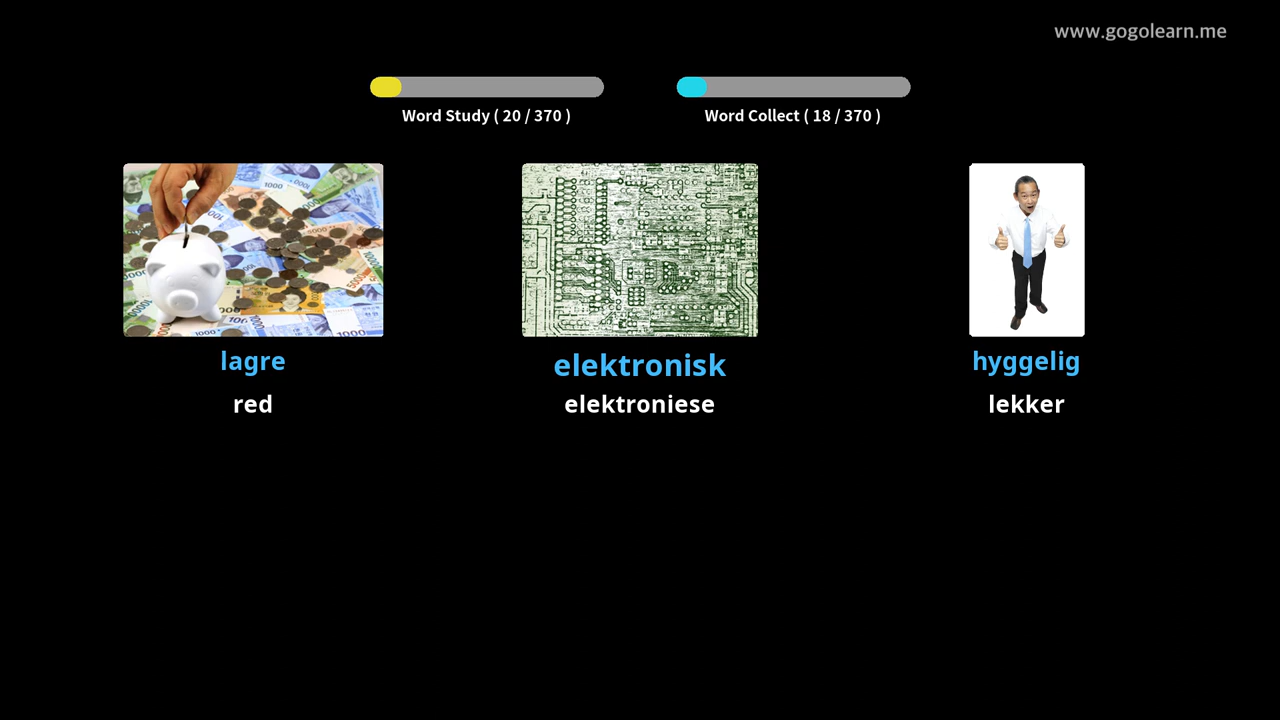 www.gogolearn.me
Word Study ( 20 / 370 )
Word Collect ( 18 / 370 )
lagre
elektronisk
hyggelig
red
elektroniese
lekker